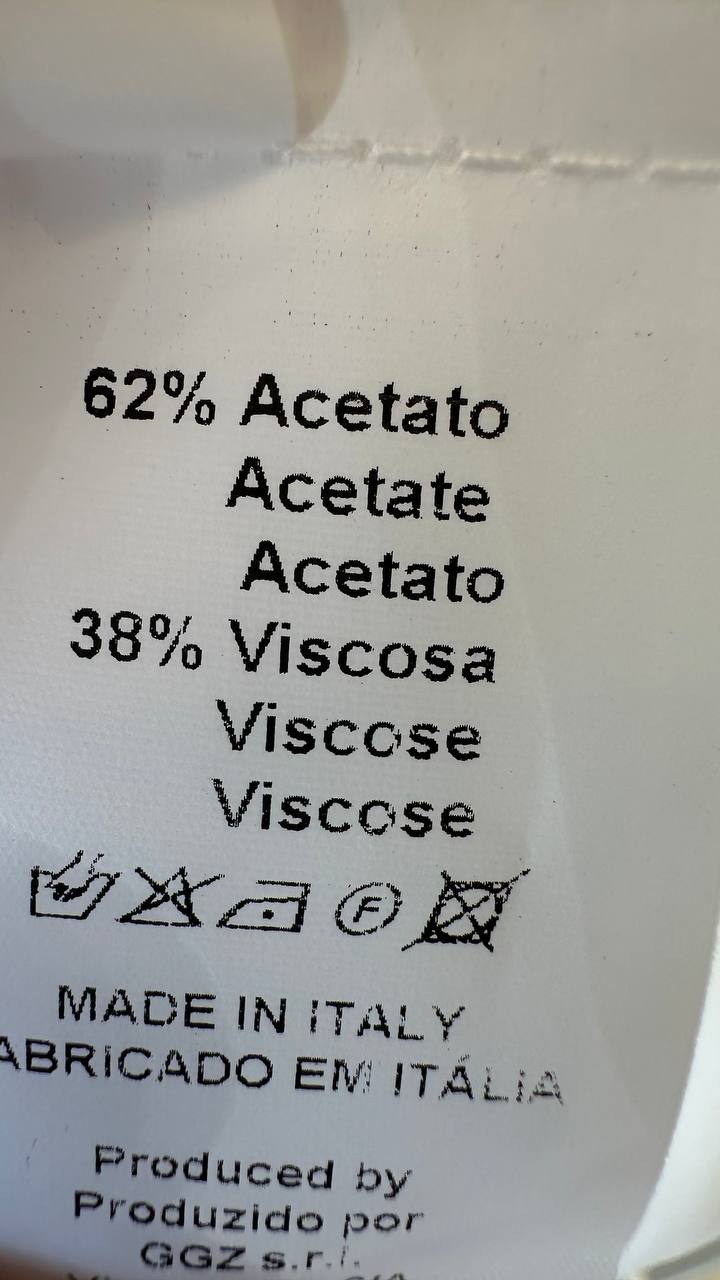 62% Acetato
Acetate
Acetato
38% Viscosa
Viscose
Viscose
F
MADE IN ITALY
ABRICADO EM ITÁLIA
Produced by
Produzido por
GGZ s.r.l.